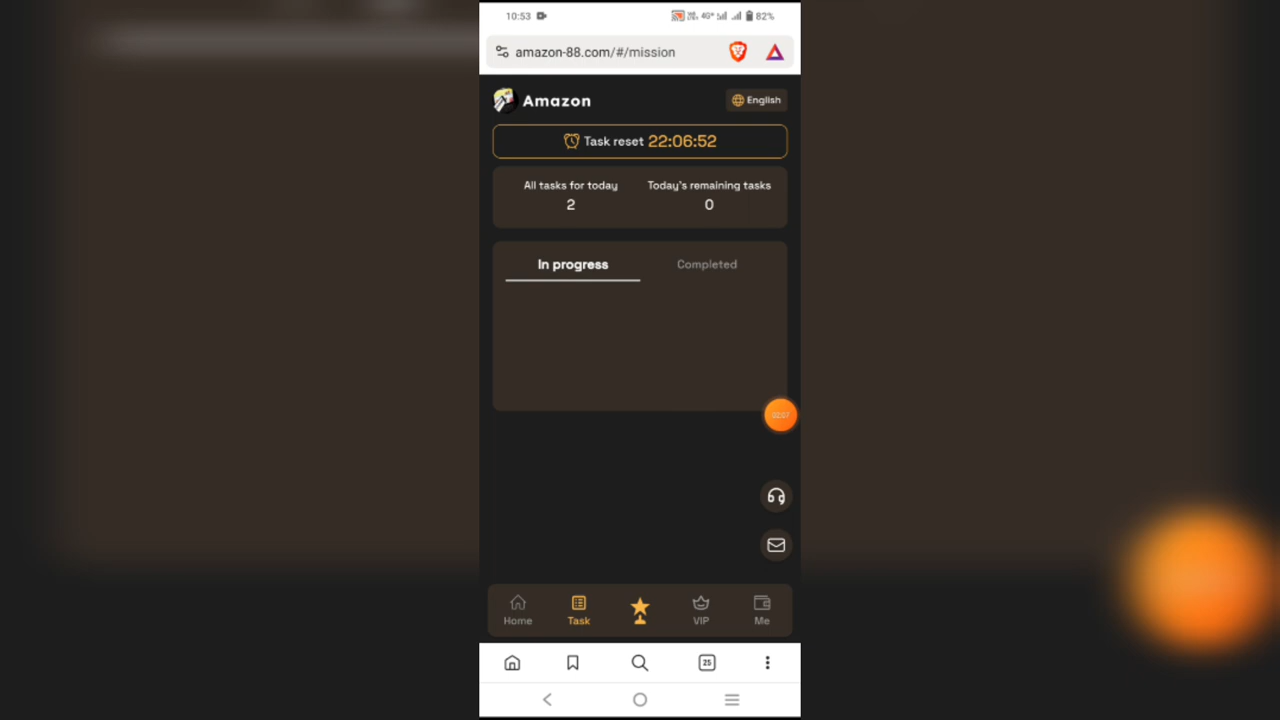 10:53 4G+ 82%
amazon-88.com/#/mission
Amazon English
Task reset 22:06:52
All tasks for today Today's remaining tasks
2 0
In progress Completed
Home Task VIP Me
25